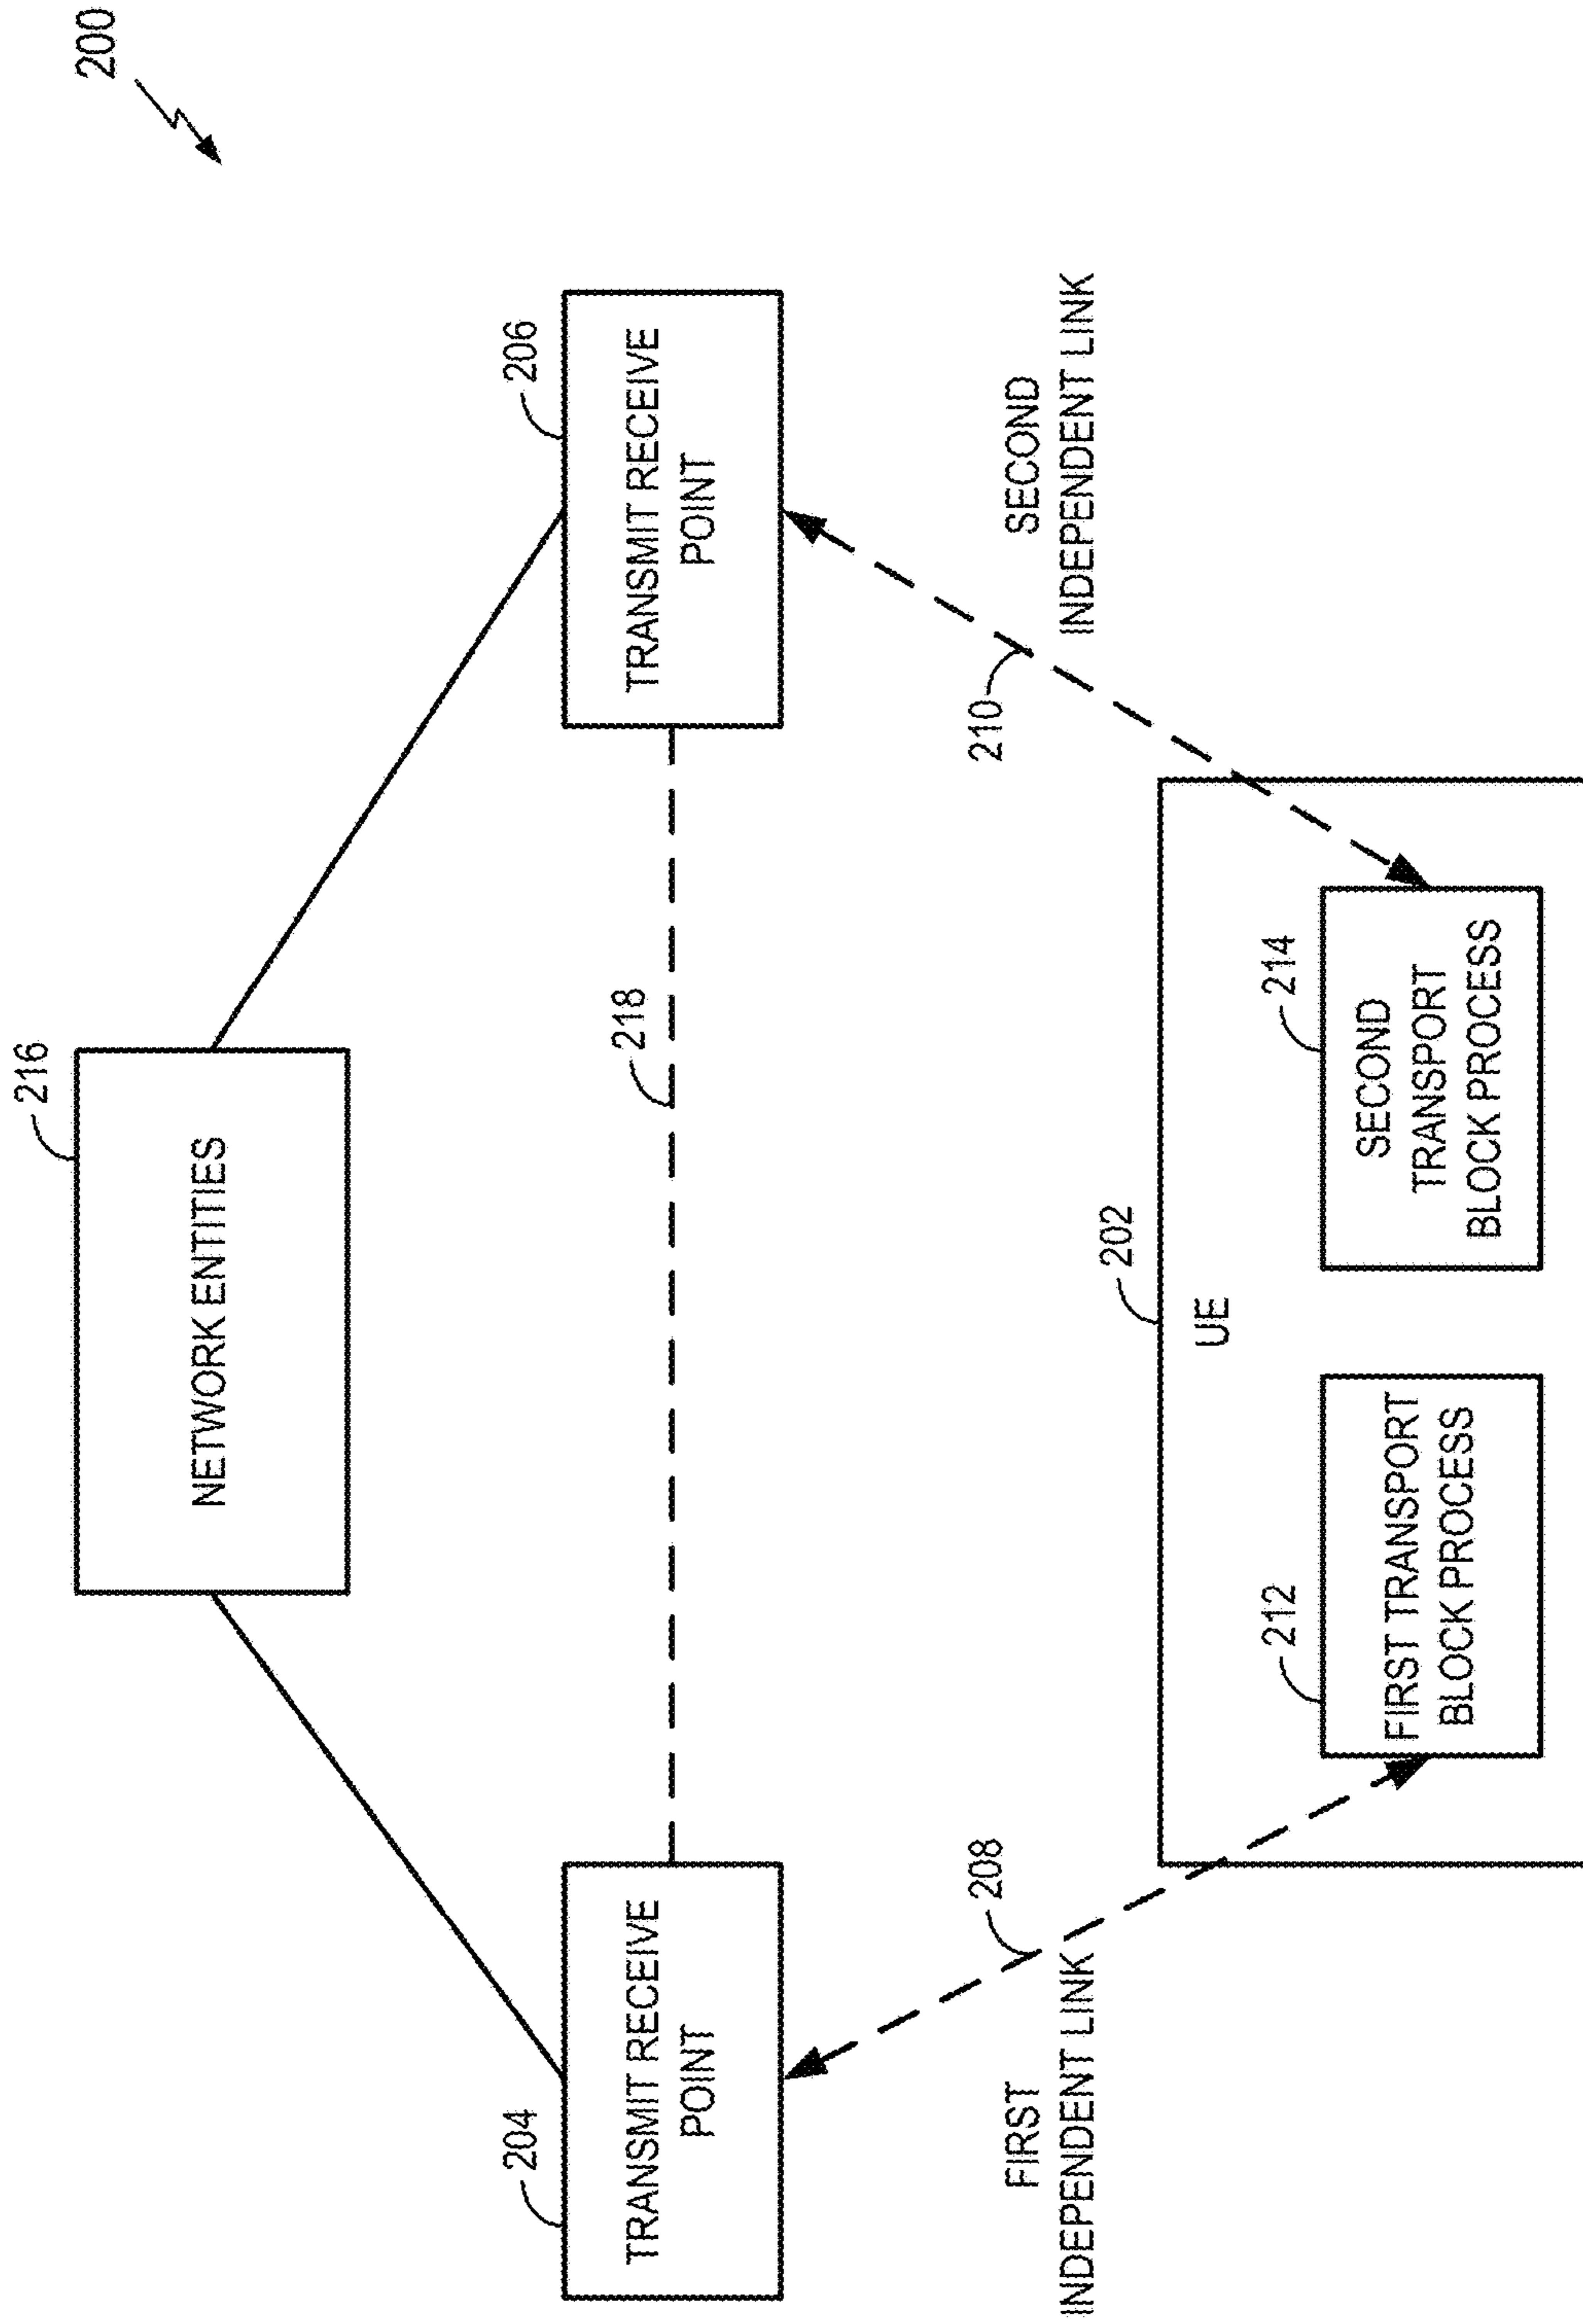 200
216
NETWORK ENTITIES
204
TRANSMIT RECEIVE
POINT
218
206
TRANSMIT RECEIVE
POINT
FIRST
INDEPENDENT LINK
208
210
SECOND
INDEPENDENT LINK
202
UE
212
FIRST TRANSPORT
BLOCK PROCESS
214
SECOND
TRANSPORT
BLOCK PROCESS